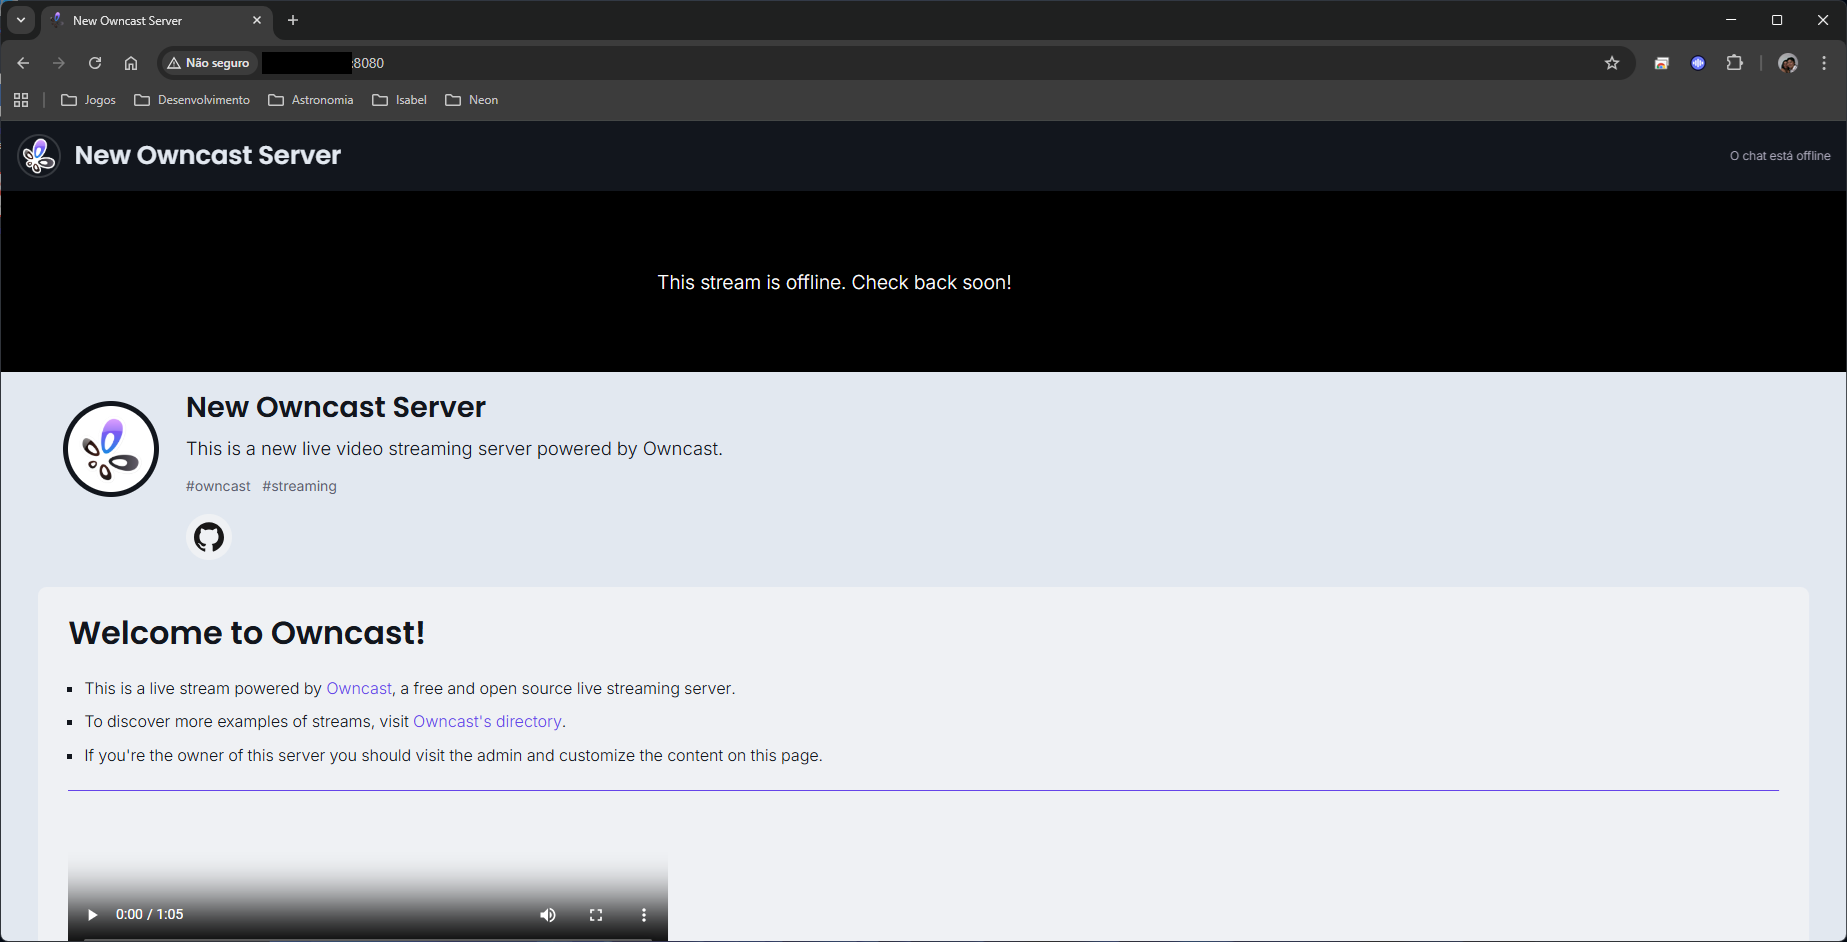 New Owncast Server
Não seguro :8080
Jogos Desenvolvimento Astronomia Isabel Neon
New Owncast Server
O chat está offline
This stream is offline. Check back soon!
New Owncast Server
This is a new live video streaming server powered by Owncast.
#owncast #streaming
Welcome to Owncast!
This is a live stream powered by Owncast, a free and open source live streaming server.
To discover more examples of streams, visit Owncast's directory.
If you're the owner of this server you should visit the admin and customize the content on this page.
0:00 / 1:05